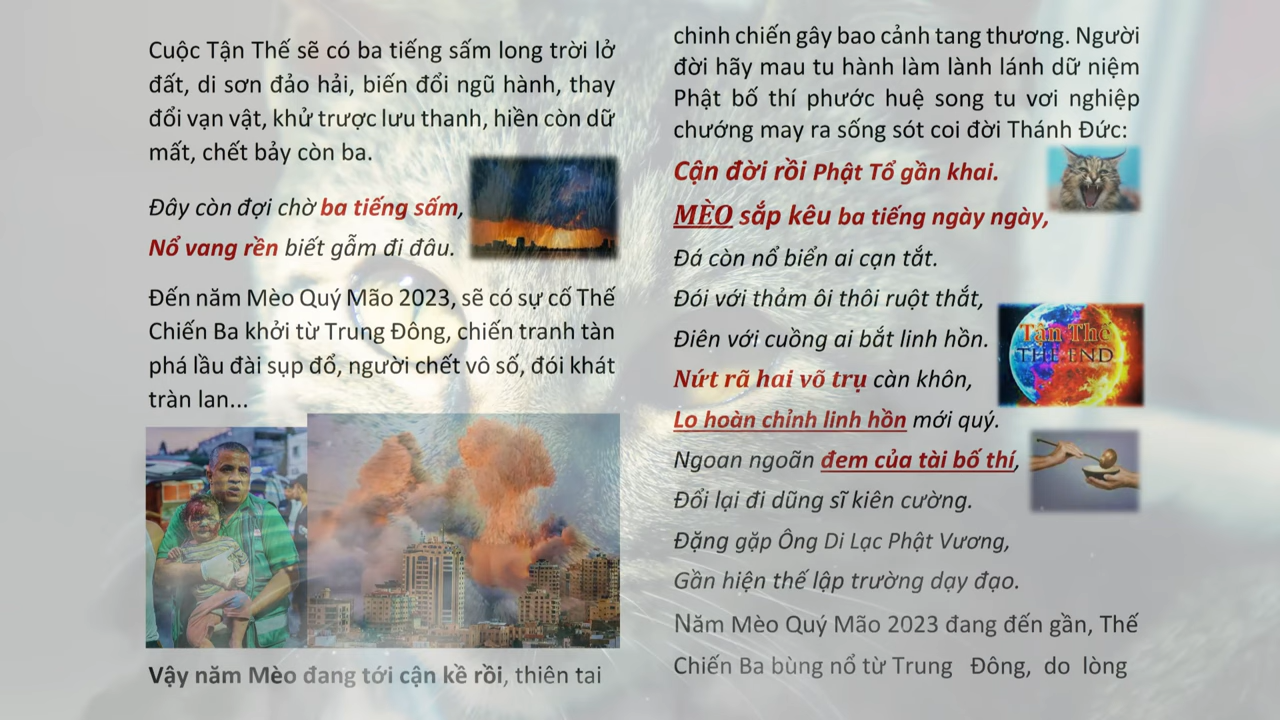 Cuộc Tận Thế sẽ có ba tiếng sấm long trời lở
đất, di sơn đảo hải, biến đổi ngũ hành, thay
đổi vạn vật, khử trược lưu thanh, hiền còn dữ
mất, chết bảy còn ba.
Đây còn đợi chờ ba tiếng sấm,
Nổ vang rền biết gẫm đi đâu.
Đến năm Mèo Quý Mão 2023, sẽ có sự cố Thế
Chiến Ba khởi từ Trung Đông, chiến tranh tàn
phá lầu đài sụp đổ, người chết vô số, đói khát
tràn lan...
Vậy năm Mèo đang tới cận kề rồi, thiên tai
chinh chiến gây bao cảnh tang thương. Người
đời hãy mau tu hành làm lành lánh dữ niệm
Phật bố thí phước huệ song tu vơi nghiệp
chướng may ra sống sót coi đời Thánh Đức:
Cận đời rồi Phật Tổ gần khai.
MÈO sắp kêu ba tiếng ngày ngày,
Đá còn nổ biển ai cạn tắt.
Đói với thảm ôi thôi ruột thắt,
Điên với cuồng ai bắt linh hồn.
Nứt rã hai võ trụ càn khôn,
Tận Thế
THE END
Lo hoàn chỉnh linh hồn mới quý.
Ngoan ngoãn đem của tài bố thí,
Đổi lại đi dũng sĩ kiên cường.
Đặng gặp Ông Di Lạc Phật Vương,
Gần hiện thế lập trường dạy đạo.
Năm Mèo Quý Mão 2023 đang đến gần, Thế
Chiến Ba bùng nổ từ Trung Đông, do lòng